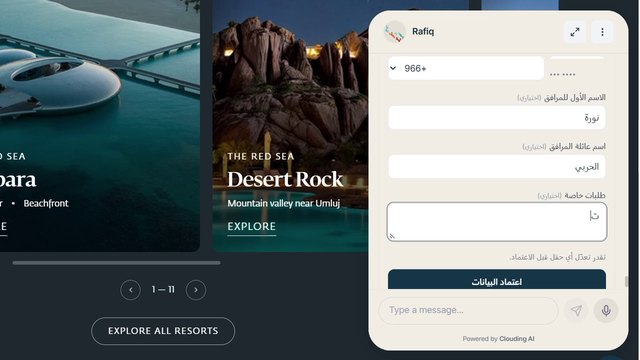 D SEA
bara
r • Beachfront
E
THE RED SEA
Desert Rock
Mountain valley near Umluj
EXPLORE
1 — 11
EXPLORE ALL RESORTS
Rafiq
966+
الاسم الأول للمرافق (اختياري)
نورة
اسم عائلة المرافق (اختياري)
الحربي
طلبات خاصة (اختياري)
ت
تقدر تعدّل أي حقل قبل الاعتماد.
اعتماد البيانات
Type a message...
Powered by Clouding AI